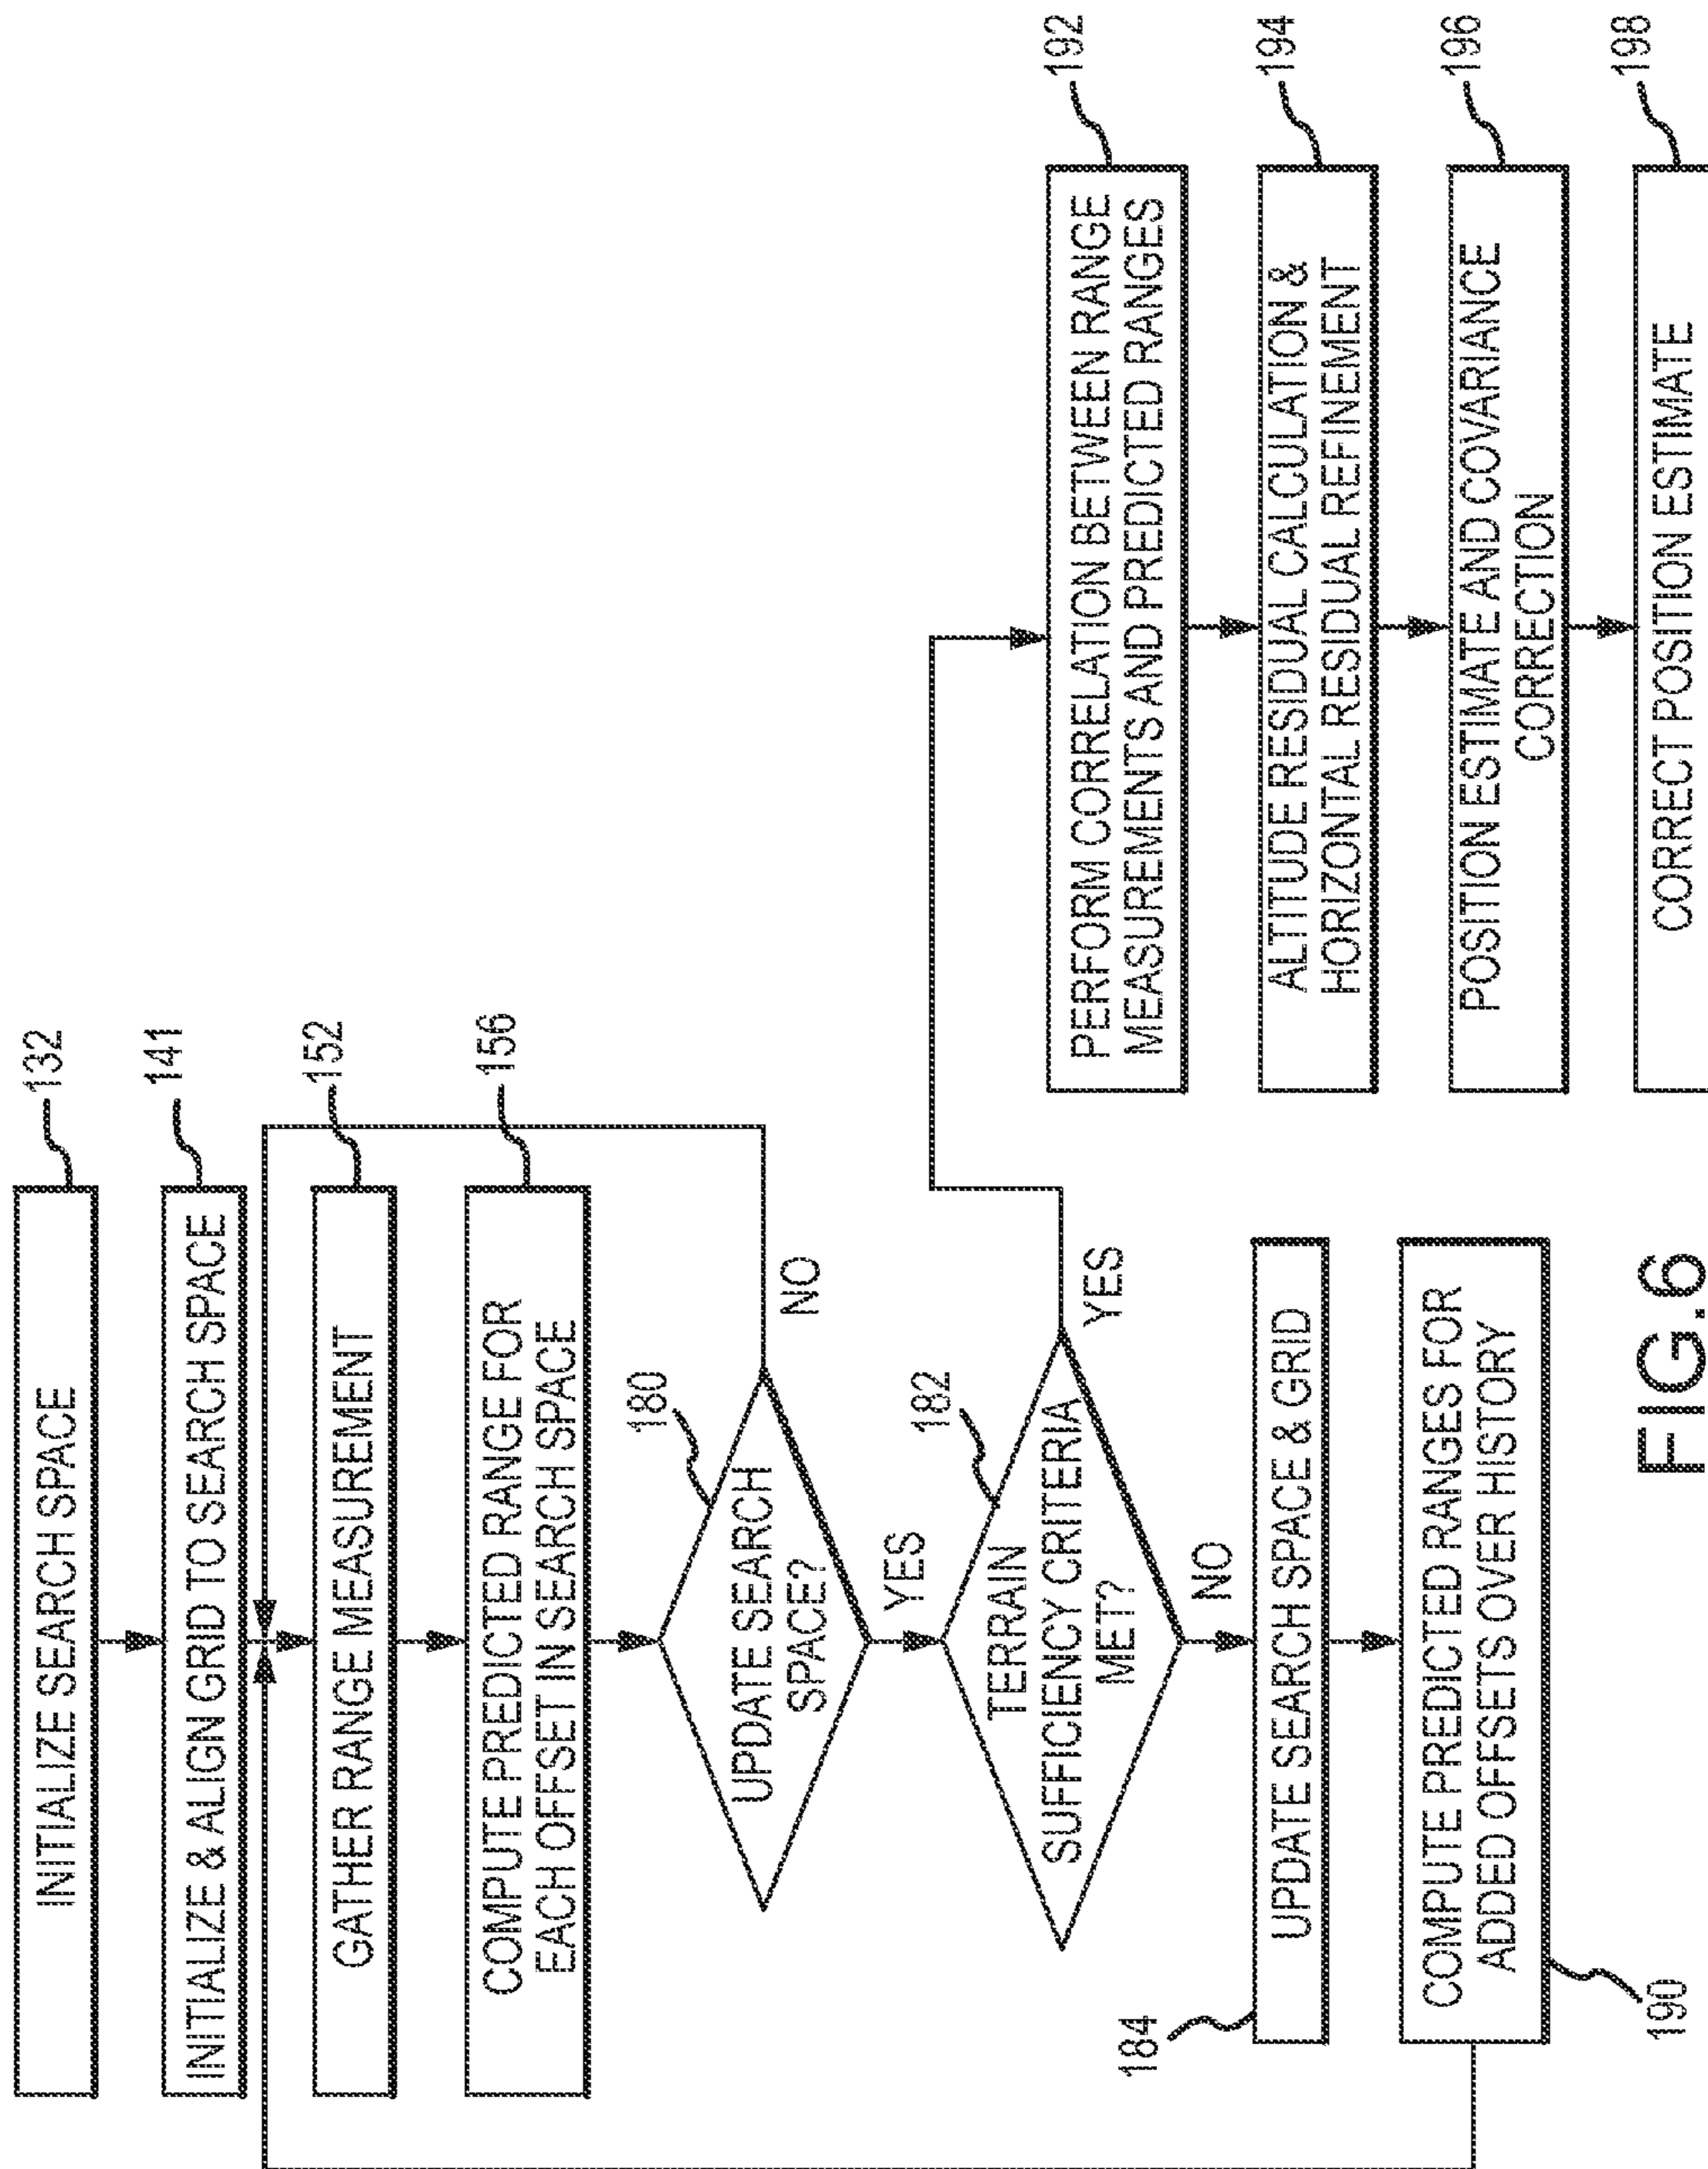 INITIALIZE SEARCH SPACE
132
INITIALIZE & ALIGN GRID TO SEARCH SPACE
141
GATHER RANGE MEASUREMENT
152
COMPUTE PREDICTED RANGE FOR
EACH OFFSET IN SEARCH SPACE
156
UPDATE SEARCH
SPACE?
180
NO
YES
TERRAIN
SUFFICIENCY CRITERIA
MET?
182
YES
NO
184
UPDATE SEARCH SPACE & GRID
COMPUTE PREDICTED RANGES FOR
ADDED OFFSETS OVER HISTORY
190
PERFORM CORRELATION BETWEEN RANGE
MEASUREMENTS AND PREDICTED RANGES
192
ALTITUDE RESIDUAL CALCULATION &
HORIZONTAL RESIDUAL REFINEMENT
194
POSITION ESTIMATE AND COVARIANCE
CORRECTION
196
CORRECT POSITION ESTIMATE
198
FIG.6